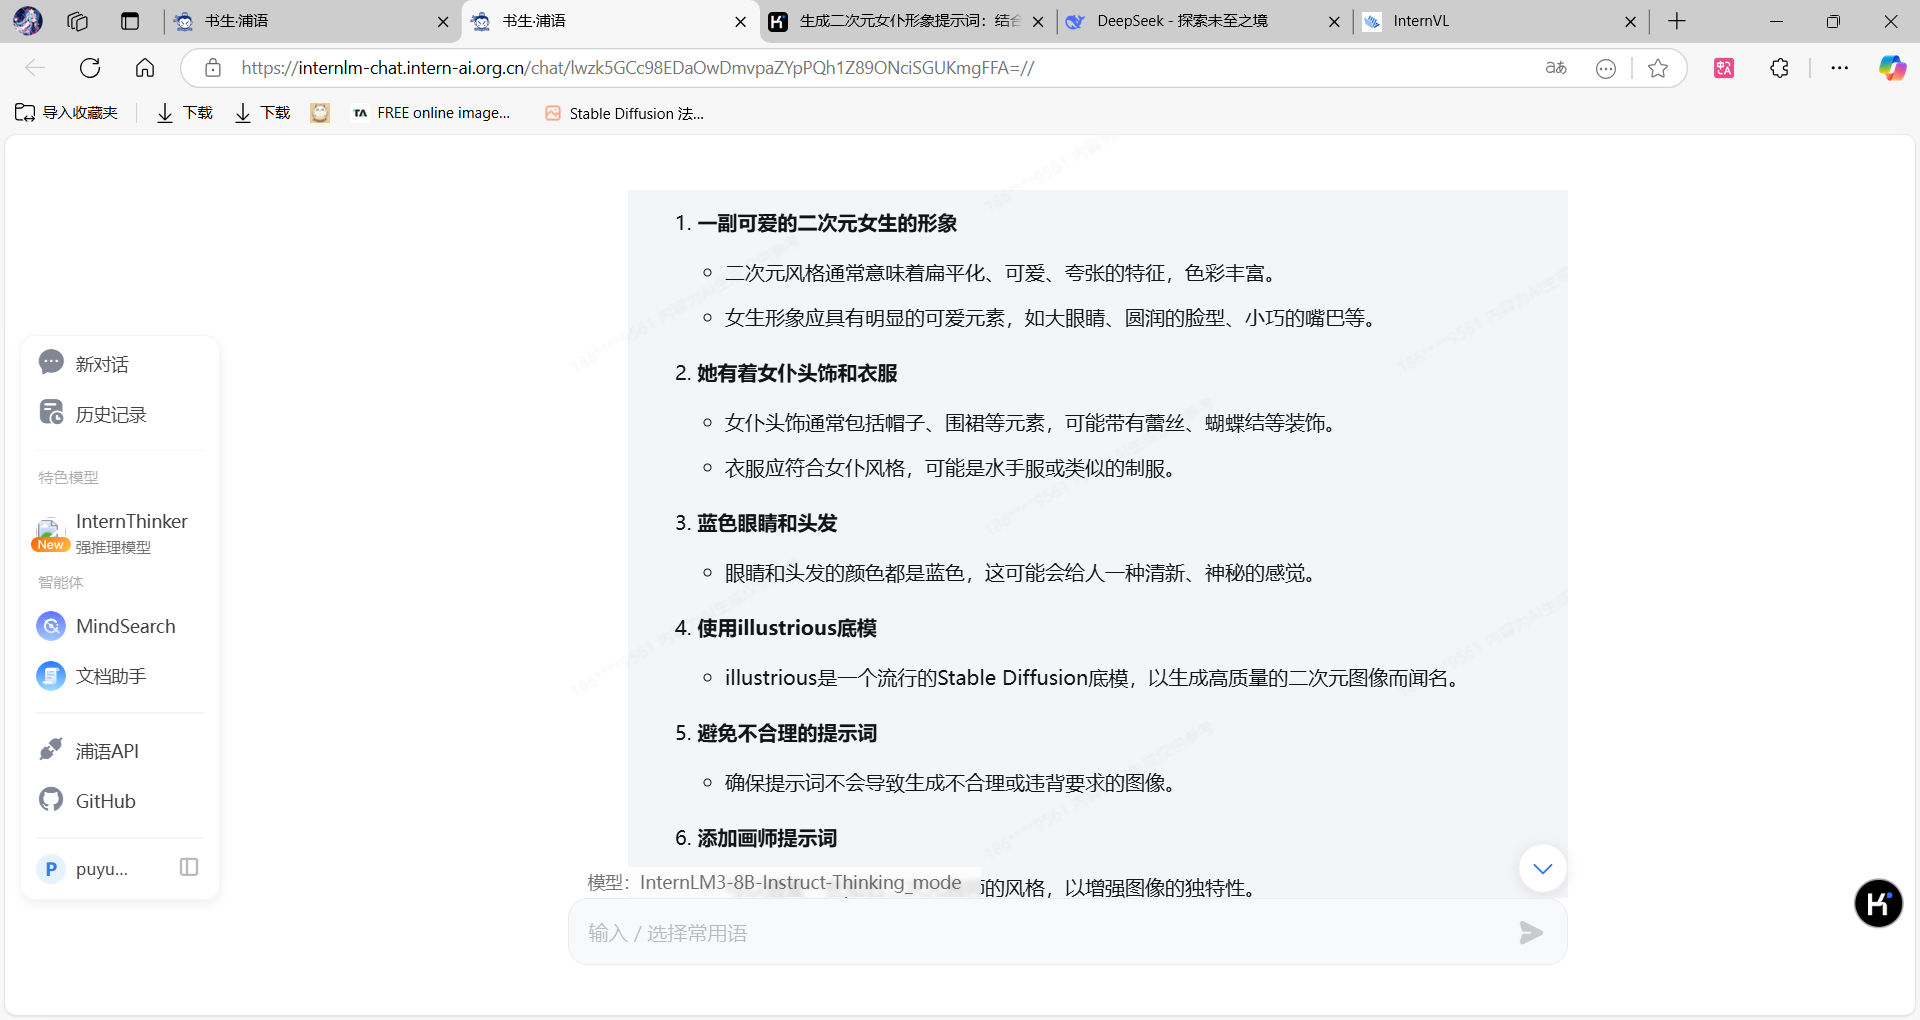 书生·浦语
书生·浦语
生成二次元女仆形象提示词：结合
DeepSeek - 探索未至之境
InternVL
https://internlm-chat.intern-ai.org.cn/chat/lwzk5GCc98EDaOwDmvpaZYpPQh1Z89ONciSGUKmgFFA=//
aあ
导入收藏夹
下载
下载
TA FREE online image...
Stable Diffusion 法...
1. 一副可爱的二次元女生的形象
二次元风格通常意味着扁平化、可爱、夸张的特征，色彩丰富。
女生形象应具有明显的可爱元素，如大眼睛、圆润的脸型、小巧的嘴巴等。
2. 她有着女仆头饰和衣服
女仆头饰通常包括帽子、围裙等元素，可能带有蕾丝、蝴蝶结等装饰。
衣服应符合女仆风格，可能是水手服或类似的制服。
3. 蓝色眼睛和头发
眼睛和头发的颜色都是蓝色，这可能会给人一种清新、神秘的感觉。
4. 使用illustrious底模
illustrious是一个流行的Stable Diffusion底模，以生成高质量的二次元图像而闻名。
5. 避免不合理的提示词
确保提示词不会导致生成不合理或违背要求的图像。
6. 添加画师提示词
的风格，以增强图像的独特性。
新对话
历史记录
特色模型
InternThinker
New
强推理模型
智能体
MindSearch
文档助手
浦语API
GitHub
P puyu...
模型：InternLM3-8B-Instruct-Thinking_mode
输入 / 选择常用语
K